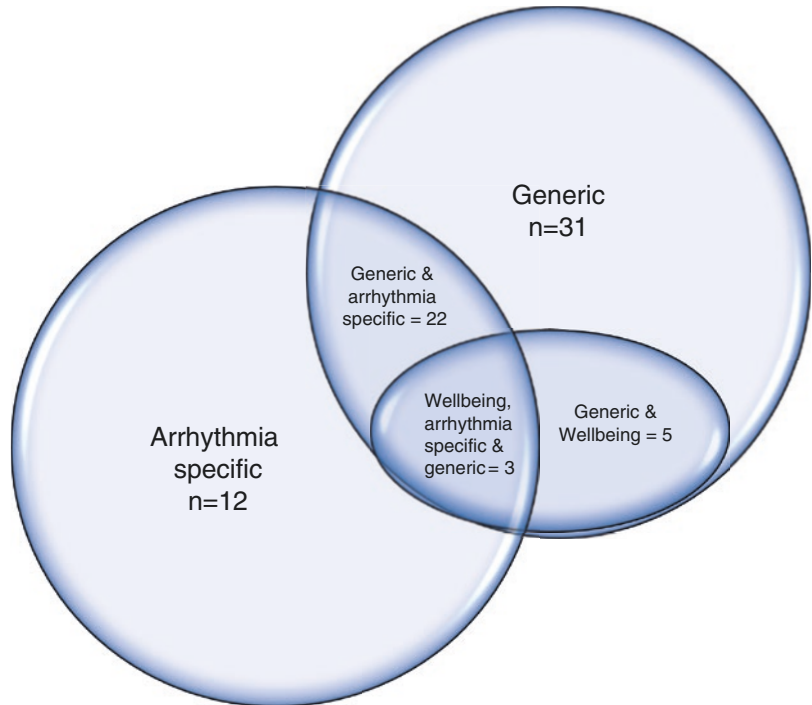 Generic
n=31
Generic &
arrhythmia
specific = 22
Wellbeing,
arrhythmia
specific &
generic = 3
Generic &
Wellbeing = 5
Arrhythmia
specific
n=12